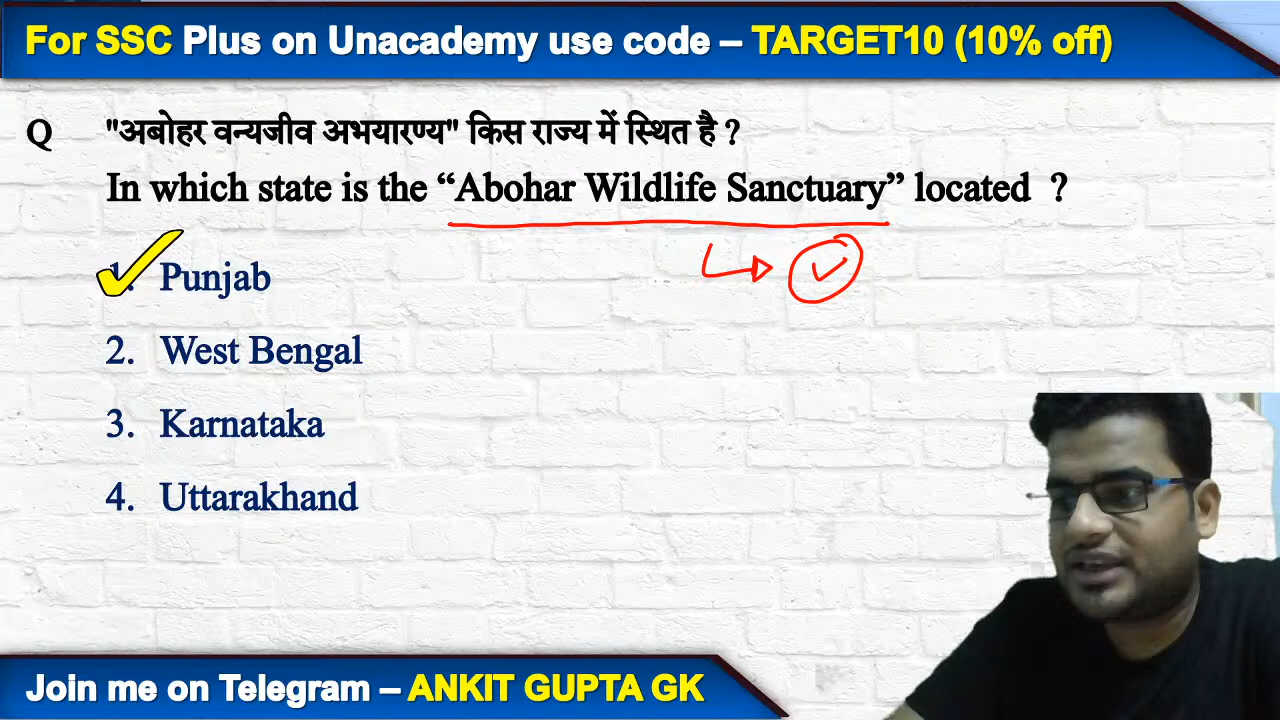 For SSC Plus on Unacademy use code – TARGET10 (10% off)
Q "अबोहर वन्यजीव अभयारण्य" किस राज्य में स्थित है ?
In which state is the “Abohar Wildlife Sanctuary” located ?
1. Punjab
2. West Bengal
3. Karnataka
4. Uttarakhand
Join me on Telegram – ANKIT GUPTA GK